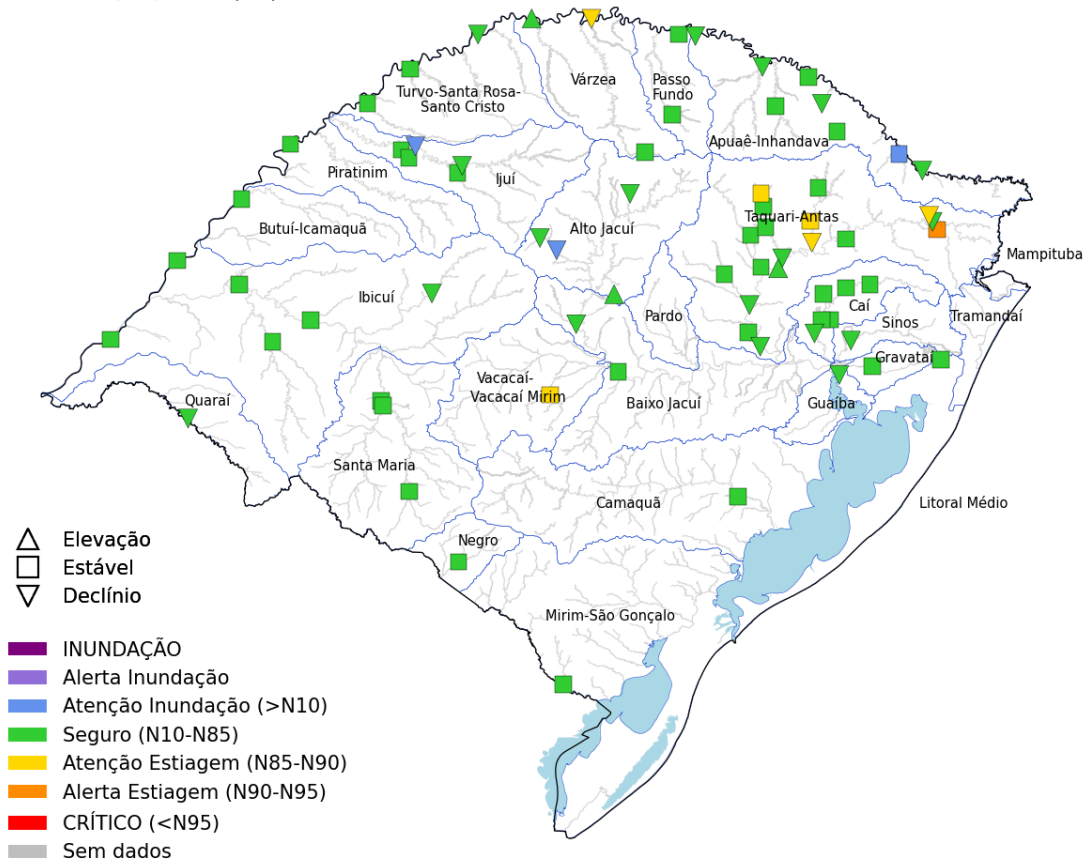 Várzea
Passo
Fundo
Turvo-Santa Rosa-
Santo Cristo
Apuaê-Inhandava
Piratinim
Ijuí
Taquari-Antas
Butuí-Icamaquã
Alto Jacuí
Mampituba
Ibicuí
Caí
Pardo
Tramandaí
Sinos
Gravataí
Vacacaí-
Vacacaí Mirim
Quaraí
Baixo Jacuí
Guaíba
Santa Maria
Camaquã
Litoral Médio
Negro
Mirim-São Gonçalo
Elevação
Estável
Declínio
INUNDAÇÃO
Alerta Inundação
Atenção Inundação (>N10)
Seguro (N10-N85)
Atenção Estiagem (N85-N90)
Alerta Estiagem (N90-N95)
CRÍTICO (<N95)
Sem dados